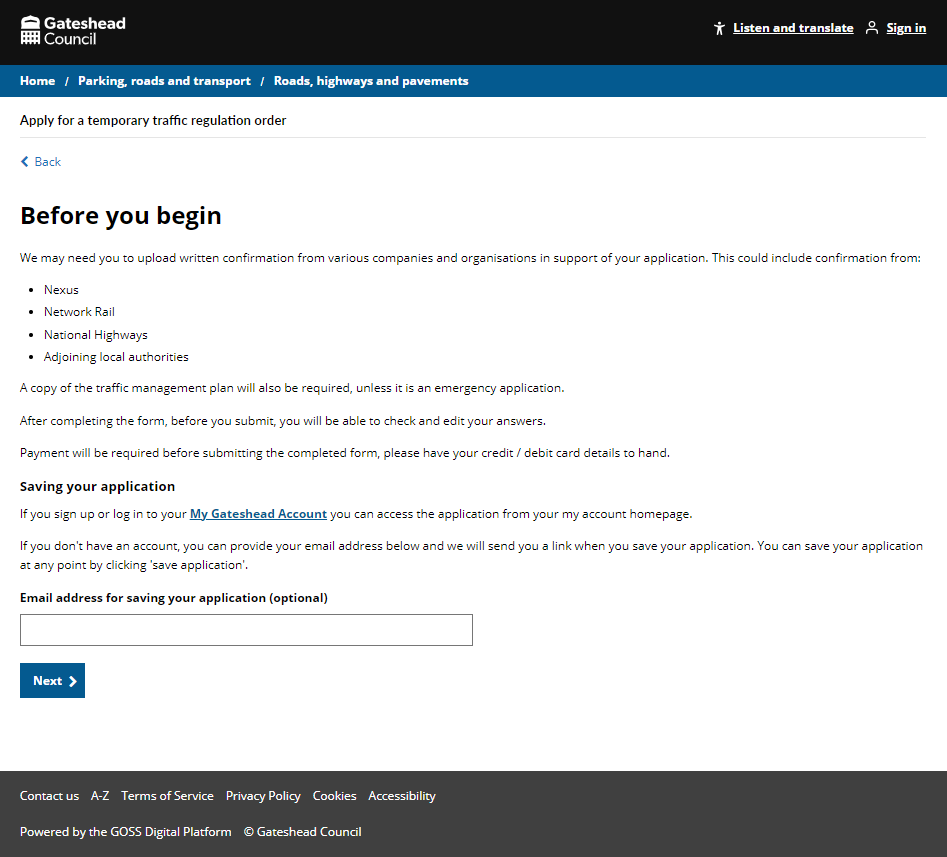 Gateshead
Council
Listen and translate
Sign in
Home / Parking, roads and transport / Roads, highways and pavements
Apply for a temporary traffic regulation order
Back
Before you begin
We may need you to upload written confirmation from various companies and organisations in support of your application. This could include confirmation from:
• Nexus
• Network Rail
• National Highways
• Adjoining local authorities
A copy of the traffic management plan will also be required, unless it is an emergency application.
After completing the form, before you submit, you will be able to check and edit your answers.
Payment will be required before submitting the completed form, please have your credit / debit card details to hand.
Saving your application
If you sign up or log in to your My Gateshead Account you can access the application from your my account homepage.
If you don't have an account, you can provide your email address below and we will send you a link when you save your application. You can save your application
at any point by clicking 'save application'.
Email address for saving your application (optional)
Next
Contact us A-Z Terms of Service Privacy Policy Cookies Accessibility
Powered by the GOSS Digital Platform © Gateshead Council